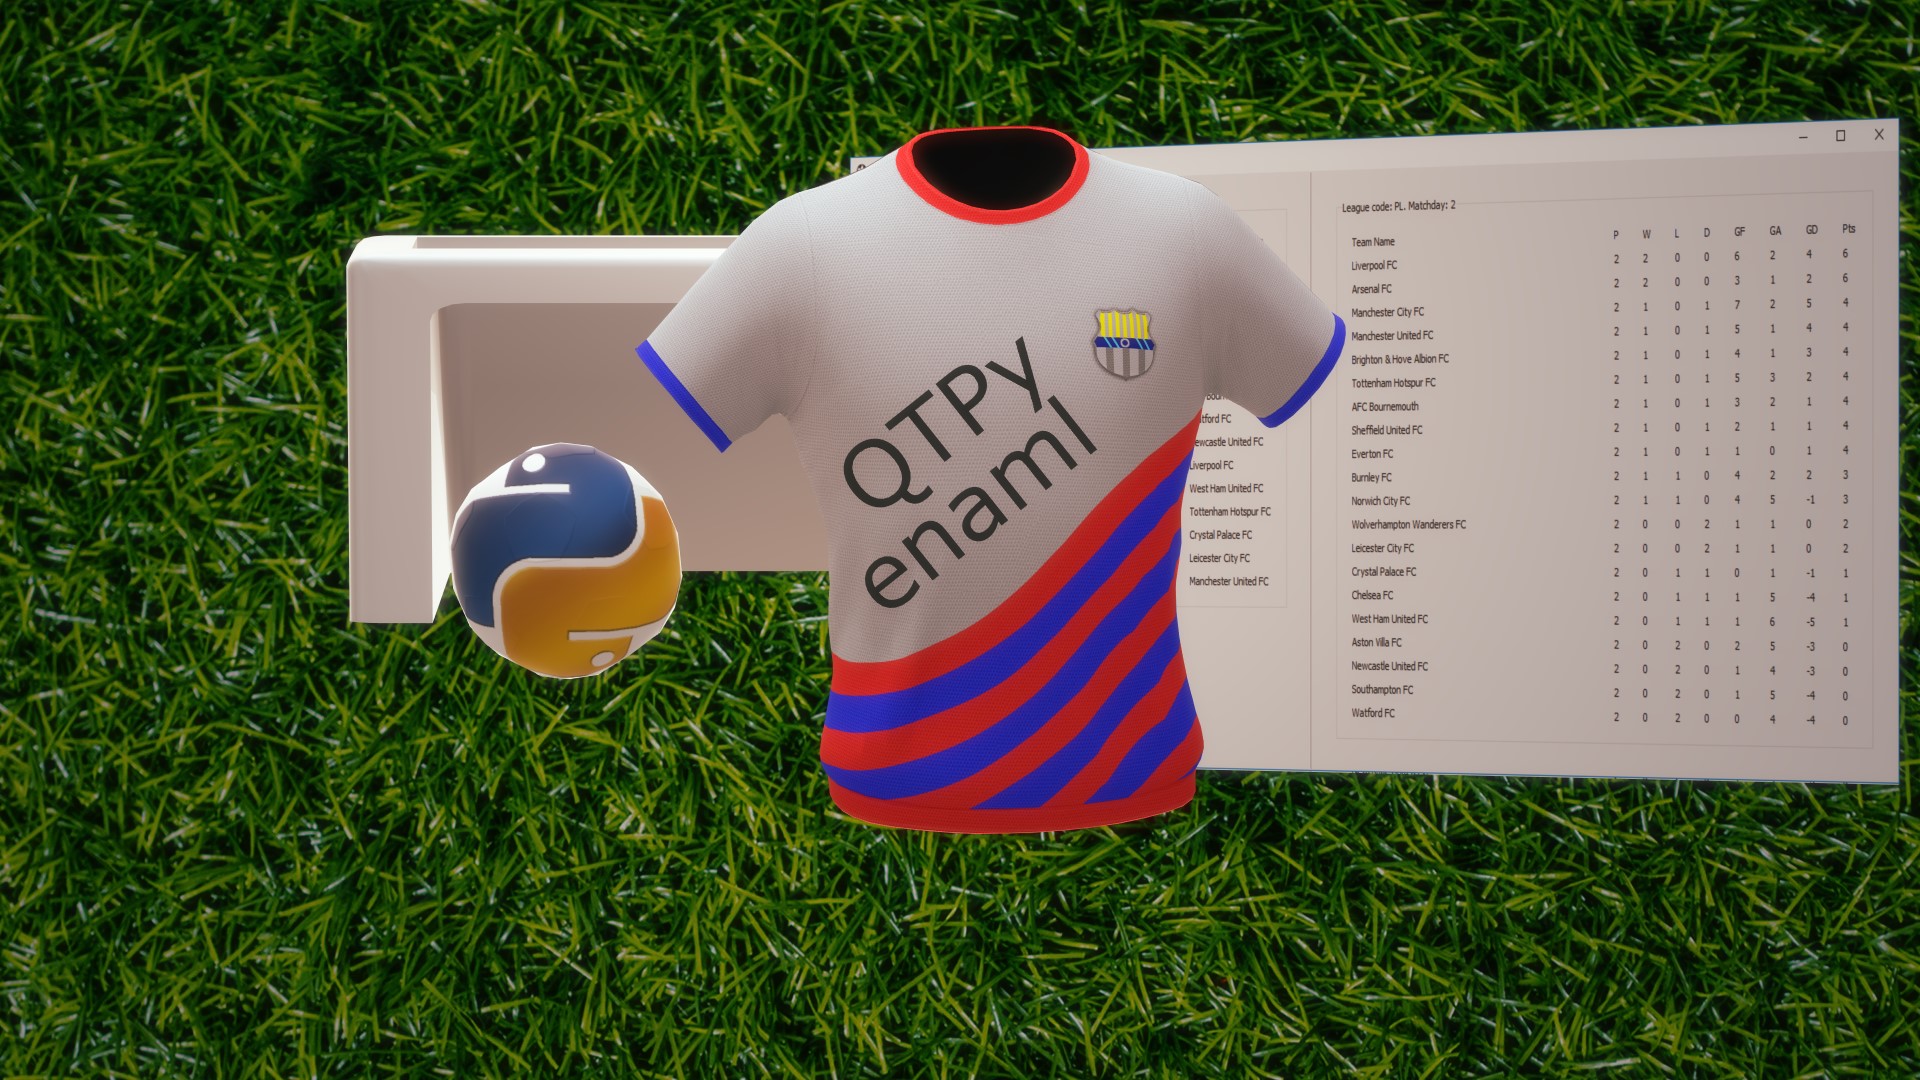 QTPy
enaml
tford FC
ewcastle United FC
Liverpool FC
West Ham United FC
Tottenham Hotspur FC
Crystal Palace FC
Leicester City FC
Manchester United FC
League code: PL. Matchday: 2
Team Name P W L D GF GA GD Pts
Liverpool FC 2 2 0 0 6 2 4 6
Arsenal FC 2 2 0 0 3 1 2 6
Manchester City FC 2 1 0 1 7 2 5 4
Manchester United FC 2 1 0 1 5 1 4 4
Brighton & Hove Albion FC 2 1 0 1 4 1 3 4
Tottenham Hotspur FC 2 1 0 1 5 3 2 4
AFC Bournemouth 2 1 0 1 3 2 1 4
Sheffield United FC 2 1 0 1 2 1 1 4
Everton FC 2 1 0 1 1 0 1 4
Burnley FC 2 1 1 0 4 2 2 3
Norwich City FC 2 1 1 0 4 5 -1 3
Wolverhampton Wanderers FC 2 0 0 2 1 1 0 2
Leicester City FC 2 0 0 2 1 1 0 2
Crystal Palace FC 2 0 1 1 0 1 -1 1
Chelsea FC 2 0 1 1 1 5 -4 1
West Ham United FC 2 0 1 1 1 6 -5 1
Aston Villa FC 2 0 2 0 2 5 -3 0
Newcastle United FC 2 0 2 0 1 4 -3 0
Southampton FC 2 0 2 0 1 5 -4 0
Watford FC 2 0 2 0 0 4 -4 0